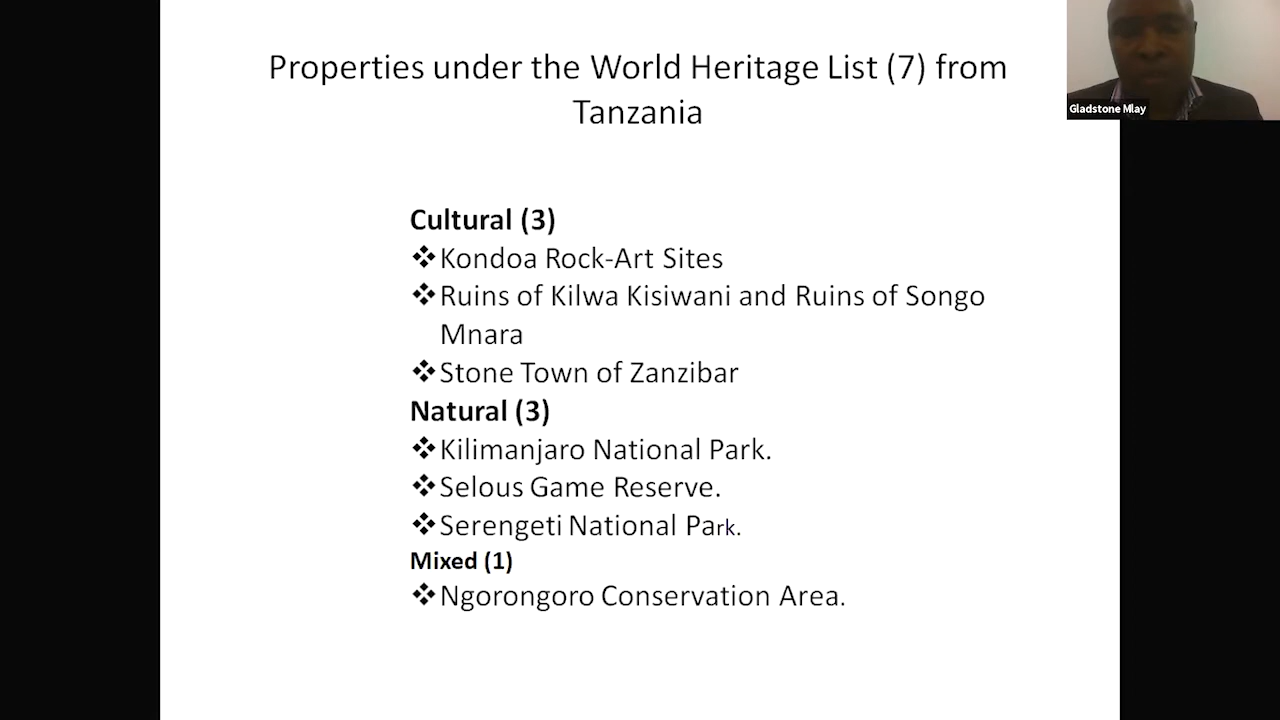 Properties under the World Heritage List (7) from
Tanzania
Gladstone Mlay
Cultural (3)
❖Kondoa Rock-Art Sites
❖Ruins of Kilwa Kisiwani and Ruins of Songo
Mnara
❖Stone Town of Zanzibar
Natural (3)
❖Kilimanjaro National Park.
❖Selous Game Reserve.
❖Serengeti National Park.
Mixed (1)
❖Ngorongoro Conservation Area.